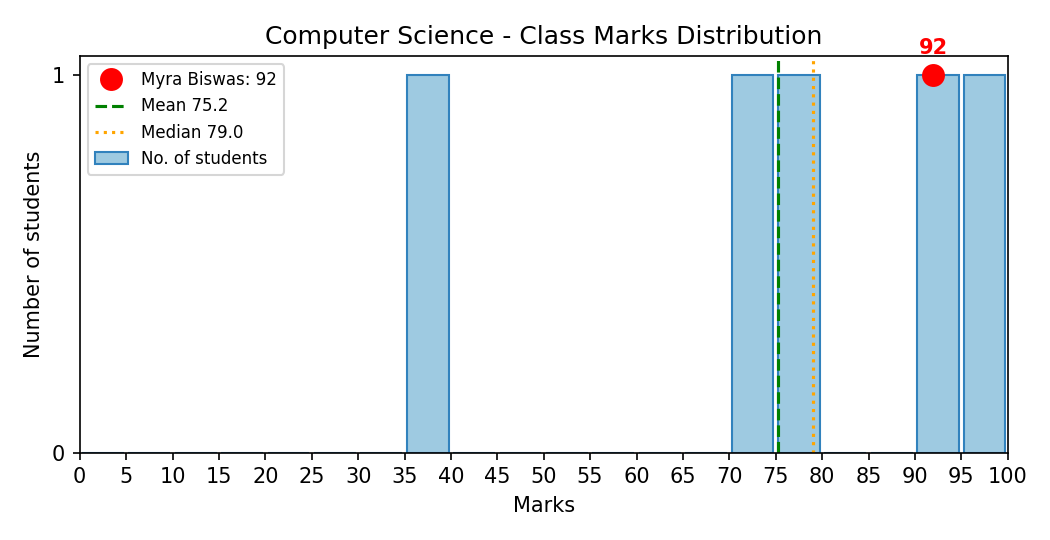 Computer Science - Class Marks Distribution
92
Myra Biswas: 92
Mean 75.2
Median 79.0
No. of students
Number of students
1
0
0 5 10 15 20 25 30 35 40 45 50 55 60 65 70 75 80 85 90 95 100
Marks